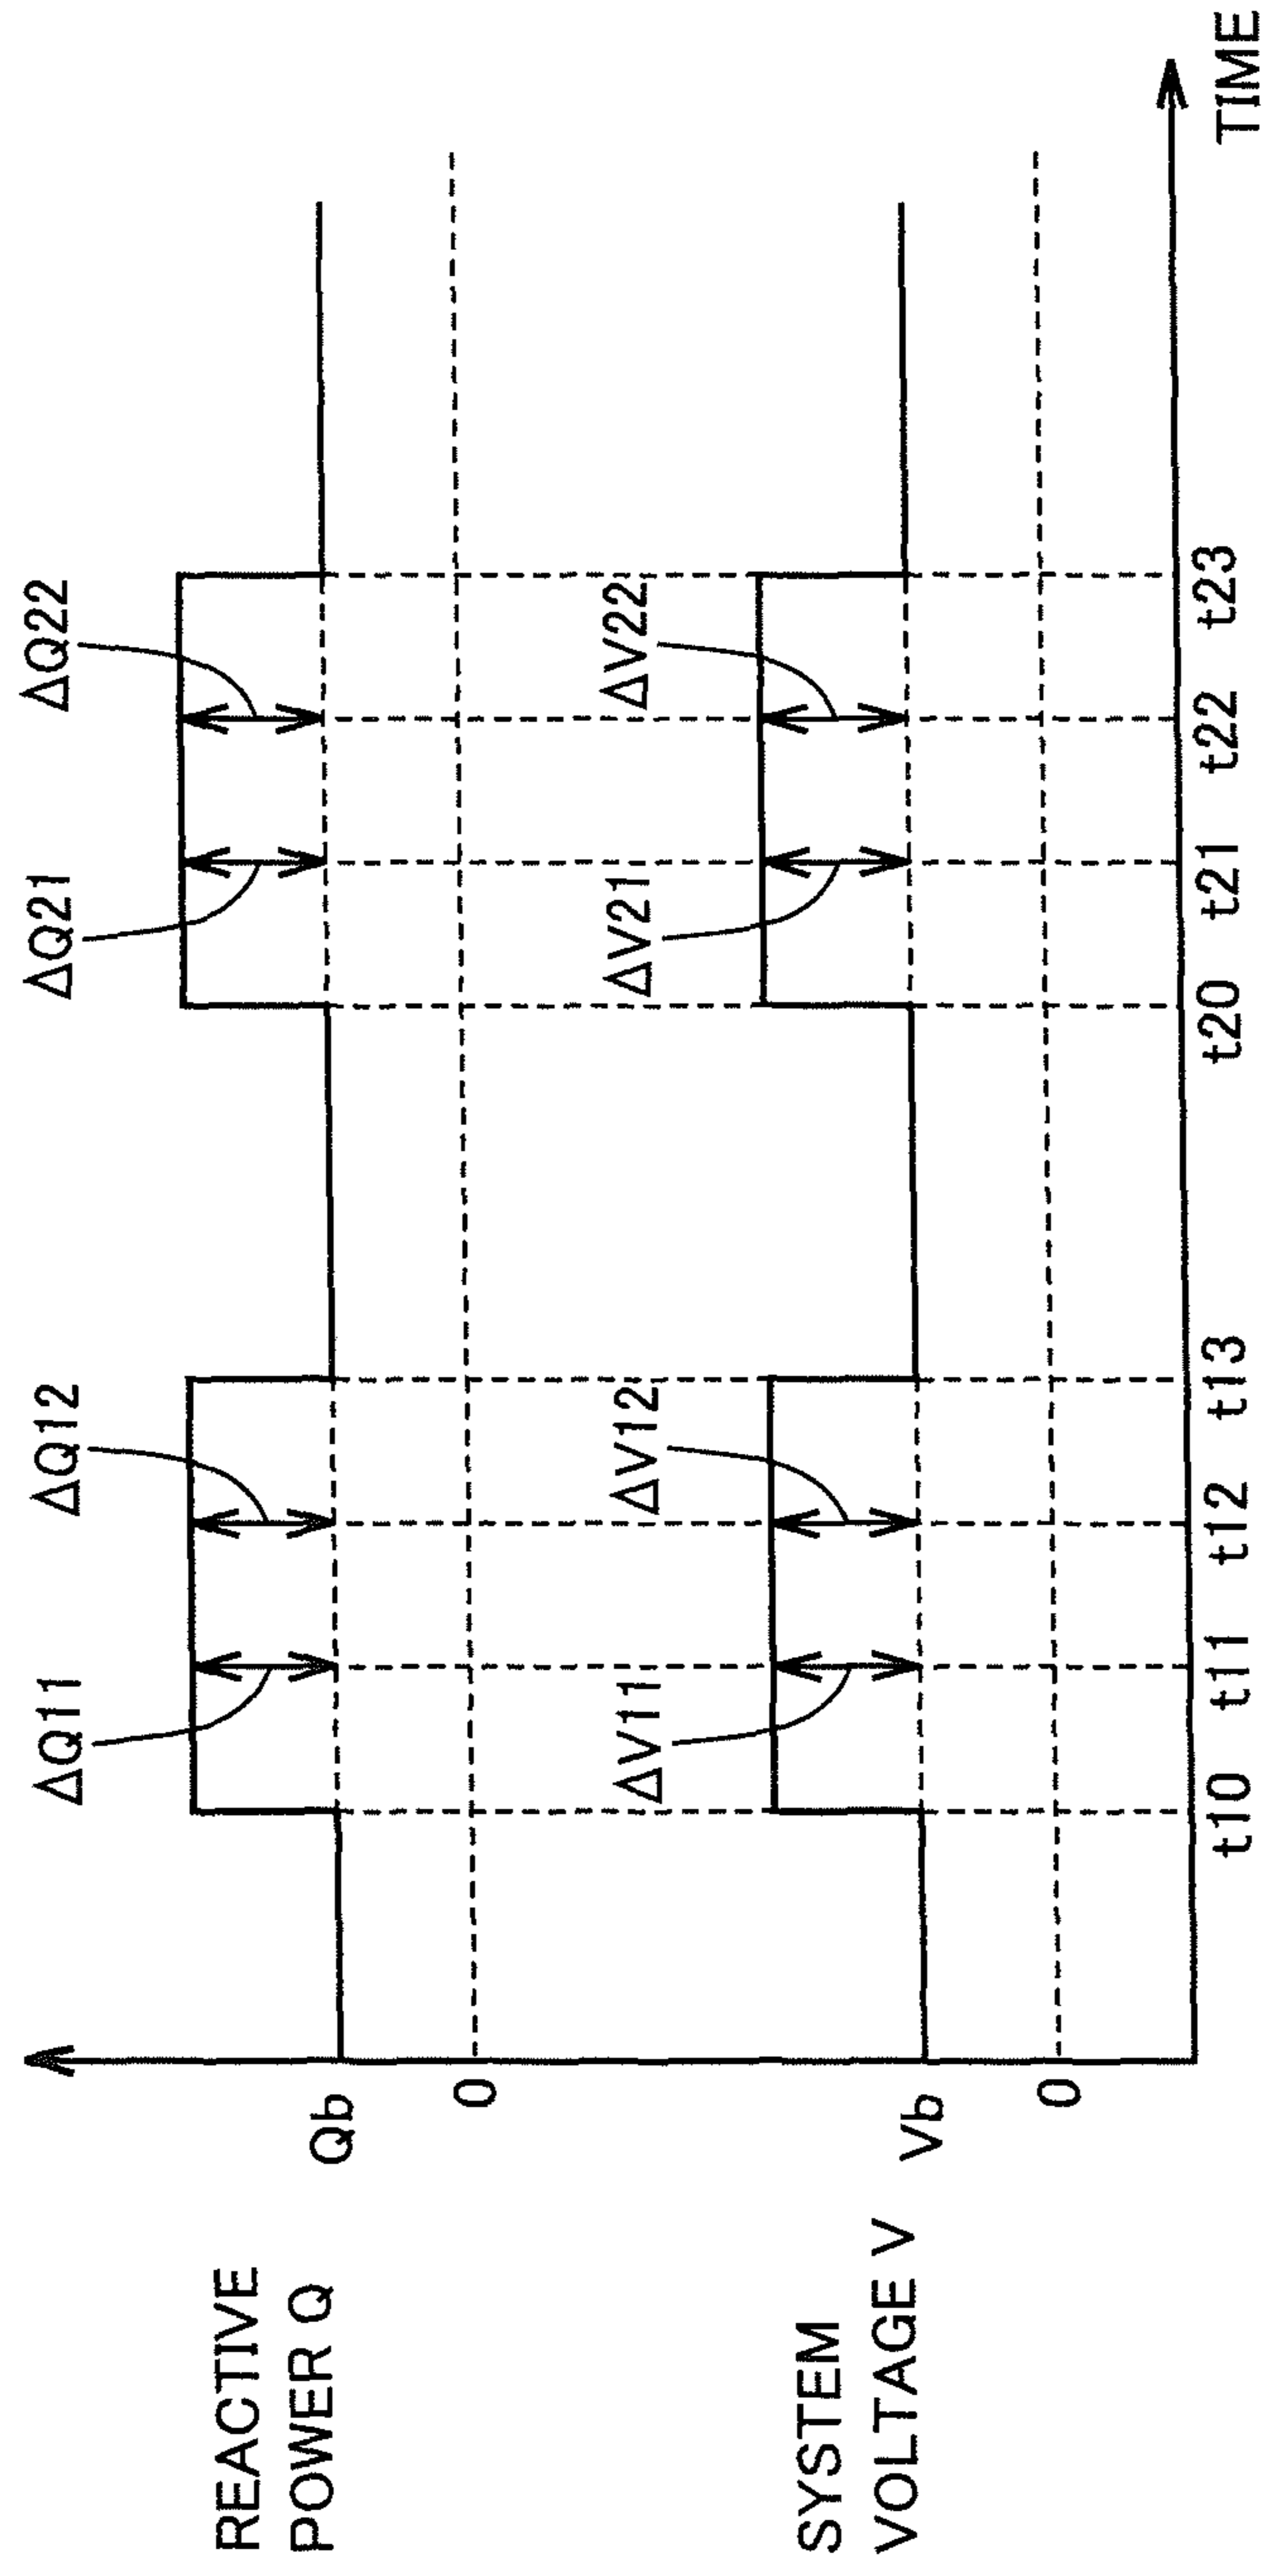 ΔQ11
ΔQ12
ΔQ21
ΔQ22
REACTIVE
POWER Q
Qb
0
ΔV11
ΔV12
ΔV21
ΔV22
SYSTEM
VOLTAGE V
Vb
0
t10 t11 t12 t13 t20 t21 t22 t23
TIME